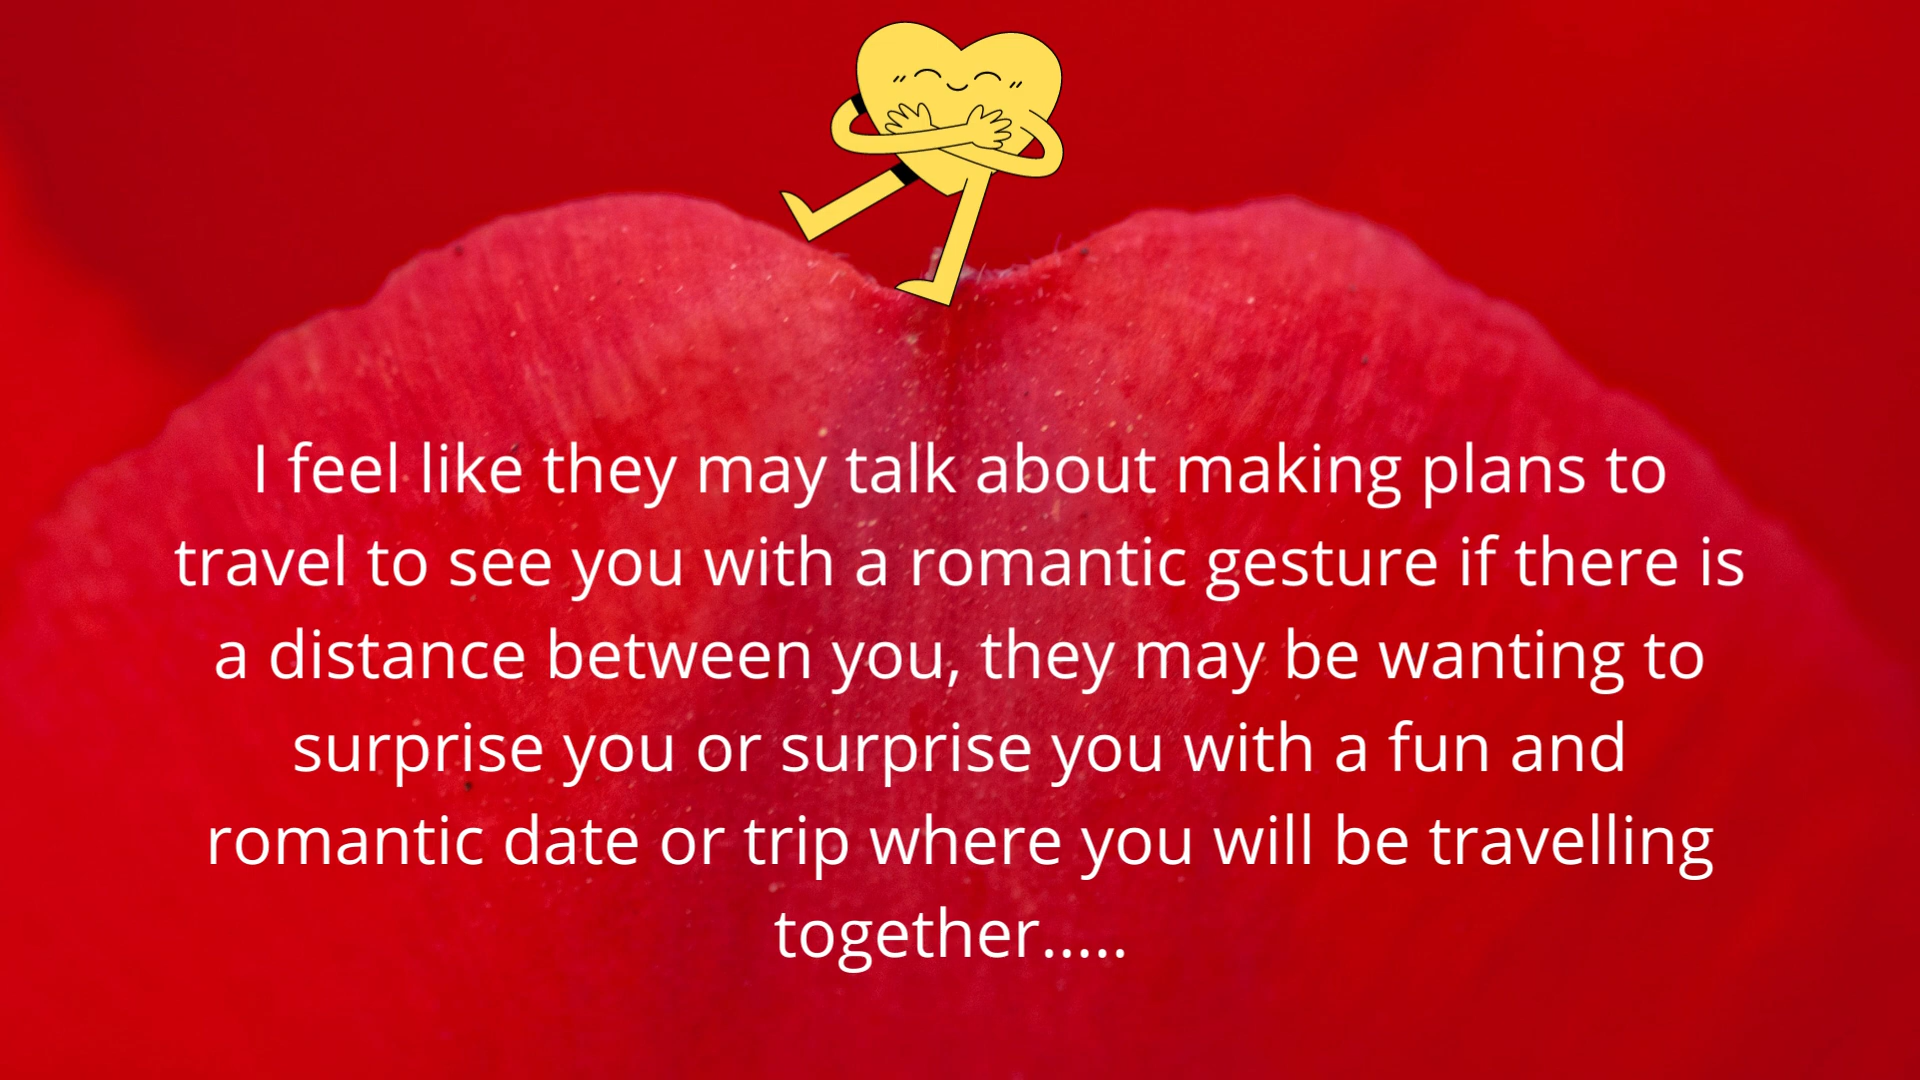 I feel like they may talk about making plans to
travel to see you with a romantic gesture if there is
a distance between you, they may be wanting to
surprise you or surprise you with a fun and
romantic date or trip where you will be travelling
together.....